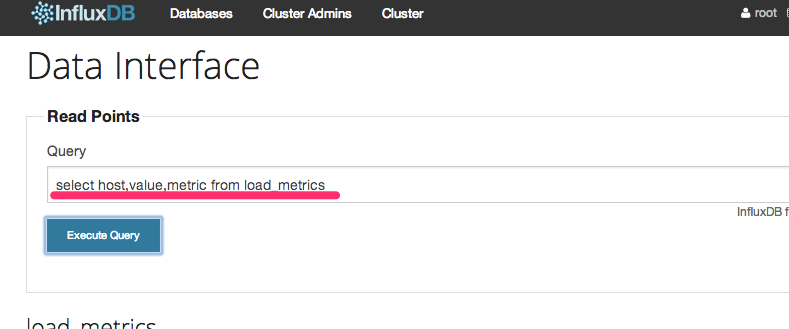 InfluxDB Databases Cluster Admins Cluster root
Data Interface
Read Points
Query
select host,value,metric from load_metrics
InfluxDB f
Execute Query
load_metrics